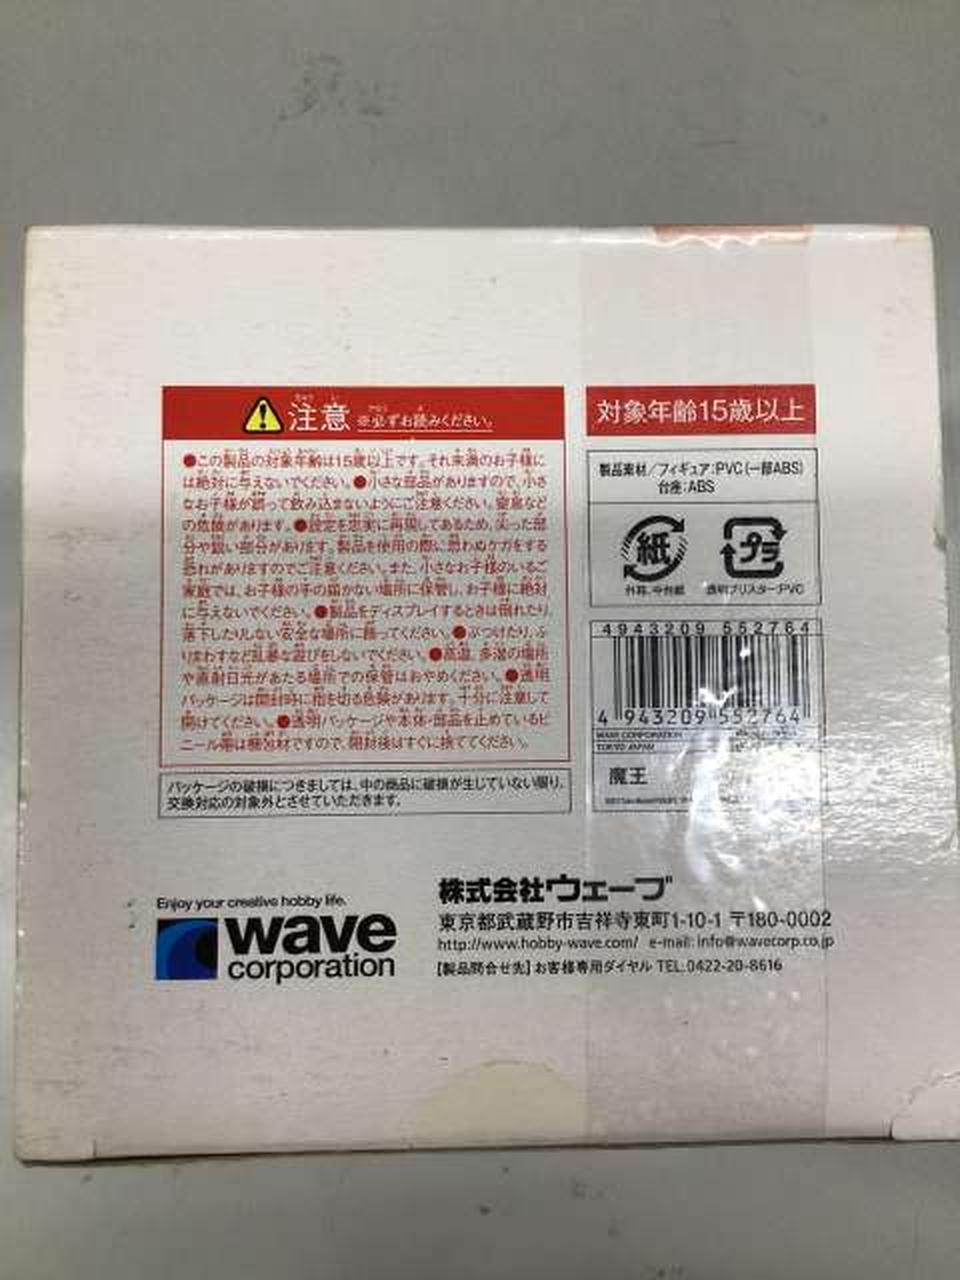 注意 ※必ずお読みください。
●この製品の対象年齢は15歳以上です。それ未満のお子様に
は絶対に与えないでください。●小さな部品がありますので、小さ
なお子様が誤って飲み込まないようにご注意ください。窒息など
の危険があります。●設定を忠実に再現してあるため、尖った部
分や鋭い部分があります。製品を使用の際に思わぬケガをする
恐れがありますのでご注意ください。また、小さなお子様のいるご
家庭では、お子様の手の届かない場所に保管し、お子様に絶対
に与えないでください。●製品をディスプレイするときは倒れたり、
落下したりしない安全な場所に飾ってください。●ぶつけたり、ふ
りまわすなど乱暴な遊びをしないでください。●高温、多湿の場所
や直射日光があたる場所での保管はおやめください。●透明
パッケージは開封時に指を切る危険があります。十分に注意して
開けてください。●透明パッケージや本体・部品を止めているビ
ニール等は梱包材ですので、開封後はすぐに捨ててください。
パッケージの破損につきましては、中の商品に破損が生じていない限り、
交換対応の対象外とさせていただきます。
対象年齢15歳以上
製品素材/フィギュア:PVC(一部ABS)
台座:ABS
紙 プラ
外箱、中台紙 透明ブリスター:PVC
4943209 552764
4 943209 552764
WAVE CORPORATION
TOKYO JAPAN
魔王
Enjoy your creative hobby life.
wave
corporation
株式会社ウェーブ
東京都武蔵野市吉祥寺東町1-10-1 〒180-0002
http://www.hobby-wave.com/ e-mail: info@wavecorp.co.jp
【製品問合せ先】お客様専用ダイヤル TEL.0422-20-8616